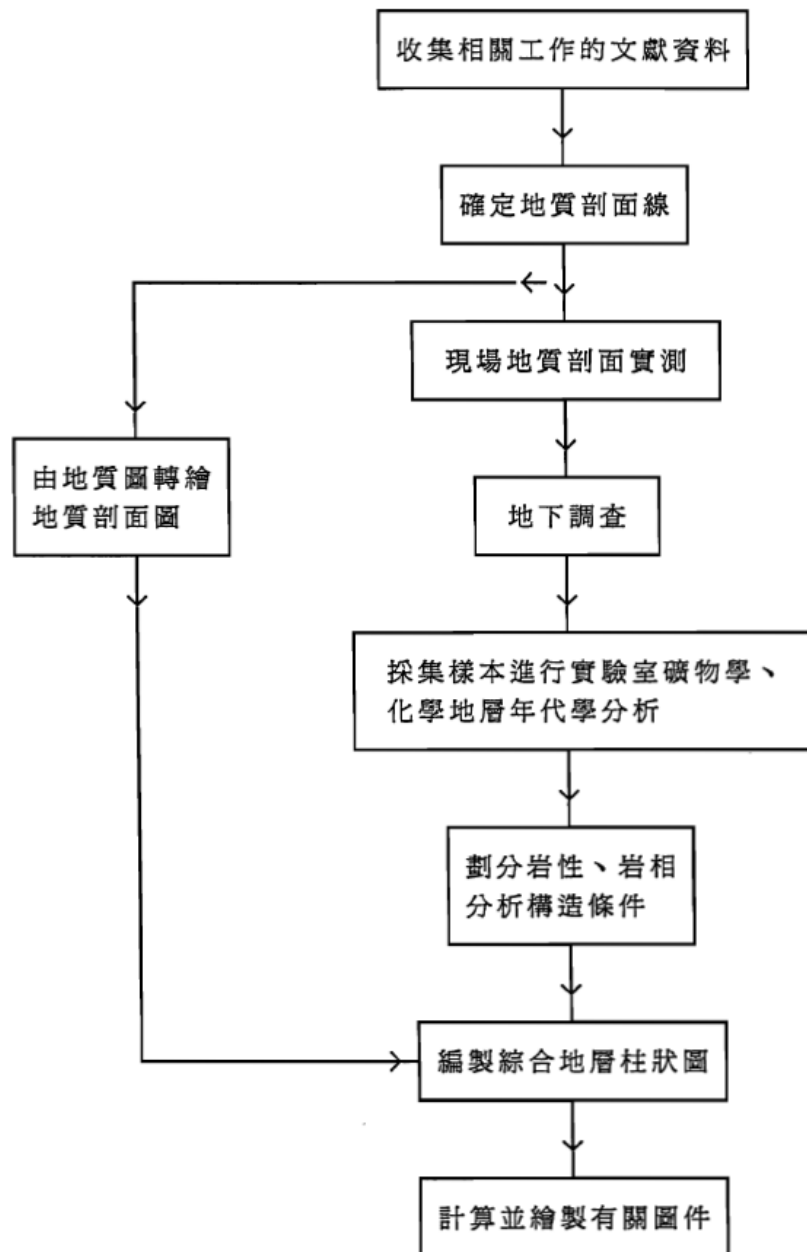 收集相關工作的文獻資料
確定地質剖面線
現場地質剖面實測
由地質圖轉繪
地質剖面圖
地下調查
採集樣本進行實驗室礦物學、
化學地層年代學分析
劃分岩性、岩相
分析構造條件
編製綜合地層柱狀圖
計算並繪製有關圖件